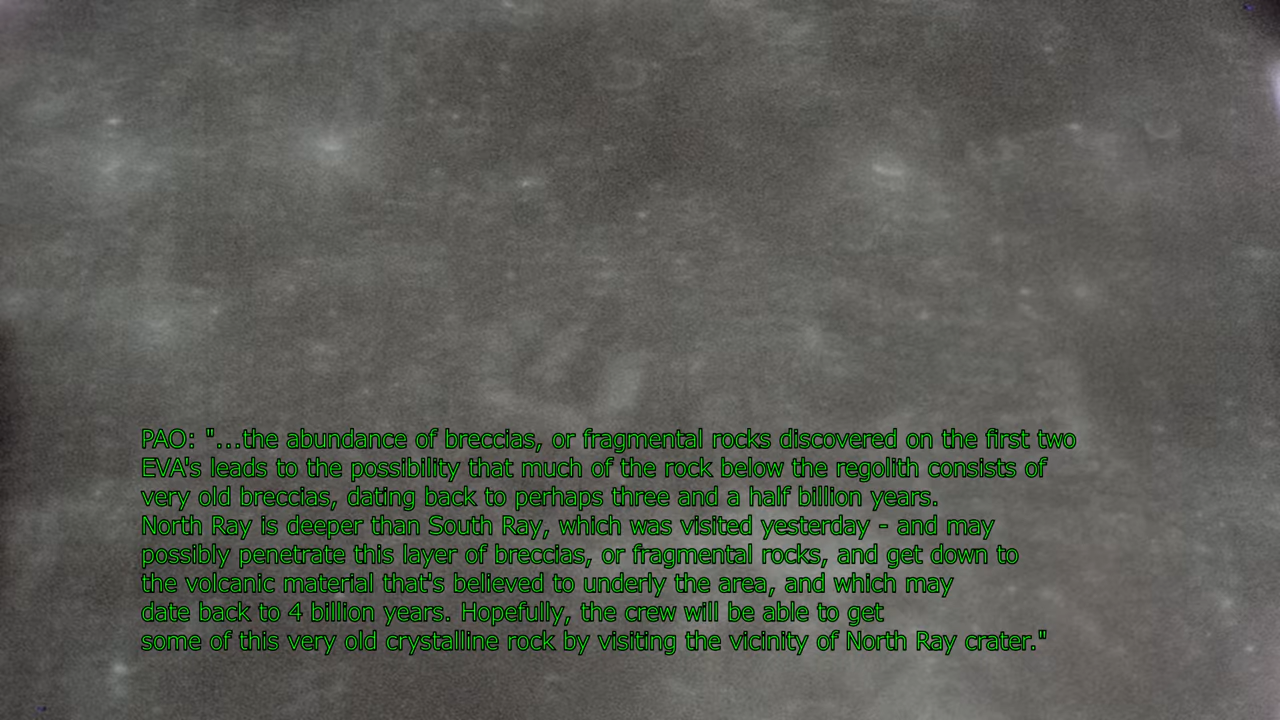 PAO: "...the abundance of breccias, or fragmental rocks discovered on the first two
EVA's leads to the possibility that much of the rock below the regolith consists of
very old breccias, dating back to perhaps three and a half billion years.
North Ray is deeper than South Ray, which was visited yesterday - and may
possibly penetrate this layer of breccias, or fragmental rocks, and get down to
the volcanic material that's believed to underly the area, and which may
date back to 4 billion years. Hopefully, the crew will be able to get
some of this very old crystalline rock by visiting the vicinity of North Ray crater."